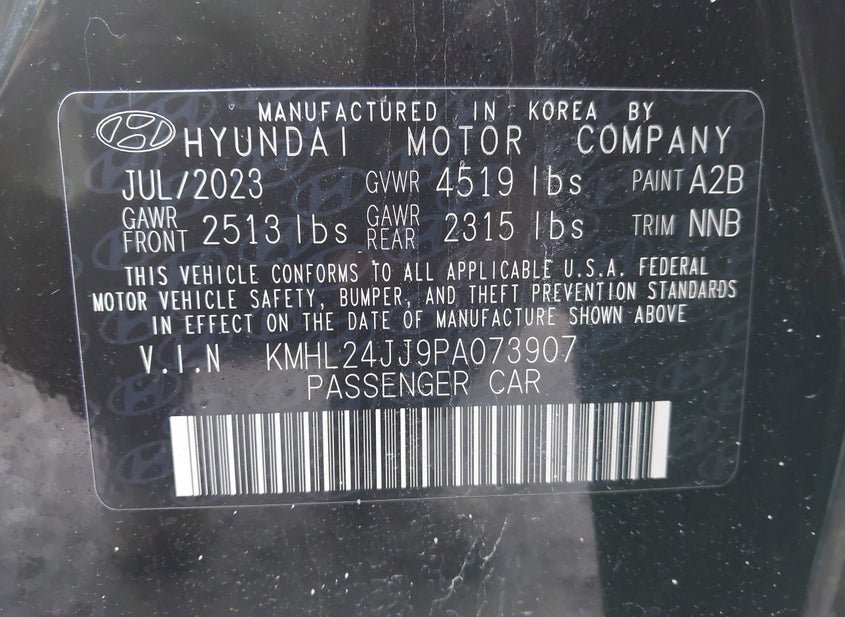 MANUFACTURED IN KOREA BY
HYUNDAI MOTOR COMPANY
JUL/2023 GVWR 4519 lbs PAINT A2B
GAWR FRONT 2513 lbs GAWR REAR 2315 lbs TRIM NNB
THIS VEHICLE CONFORMS TO ALL APPLICABLE U.S.A. FEDERAL
MOTOR VEHICLE SAFETY, BUMPER, AND THEFT PREVENTION STANDARDS
IN EFFECT ON THE DATE OF MANUFACTURE SHOWN ABOVE
V.I.N KMHL24JJ9PA073907
PASSENGER CAR